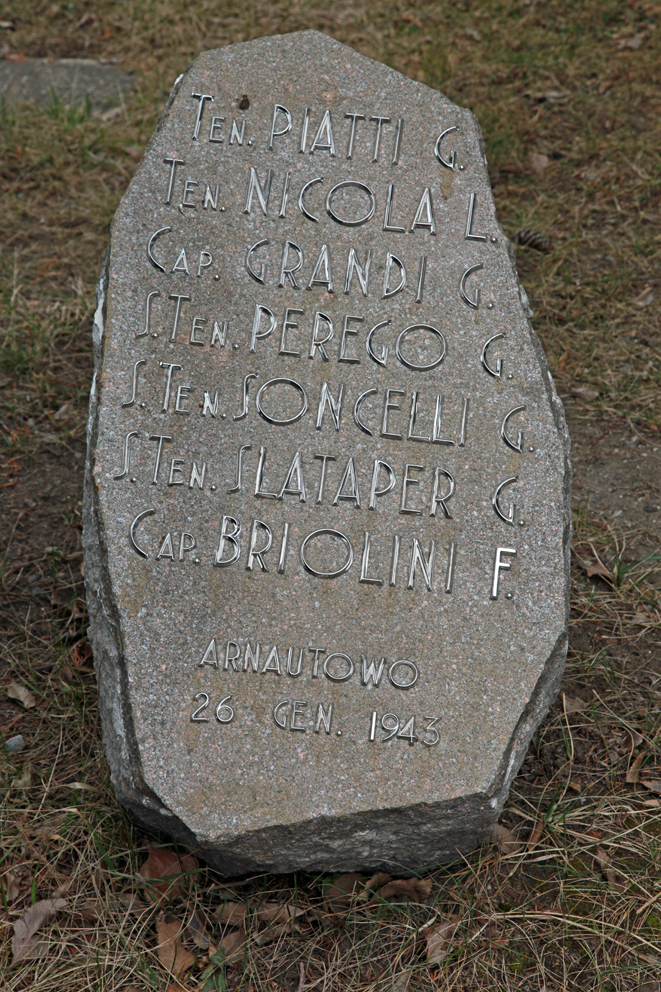 TEN. PIATTI G.
TEN. NICOLA L.
CAP. GRANDI G.
S.TEN. PEREGO G.
S.TEN. SONCELLI G.
S.TEN. SLATAPER G.
CAP. BRIOLINI F.
ARNAUTOWO
26 GEN. 1943